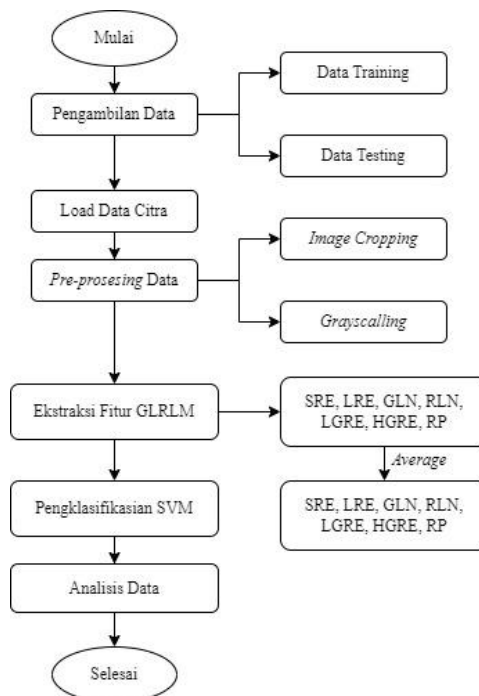 Mulai
Pengambilan Data
Data Training
Data Testing
Load Data Citra
Pre-prosesing Data
Image Cropping
Grayscalling
Ekstraksi Fitur GLRLM
SRE, LRE, GLN, RLN,
LGRE, HGRE, RP
Average
SRE, LRE, GLN, RLN,
LGRE, HGRE, RP
Pengklasifikasian SVM
Analisis Data
Selesai